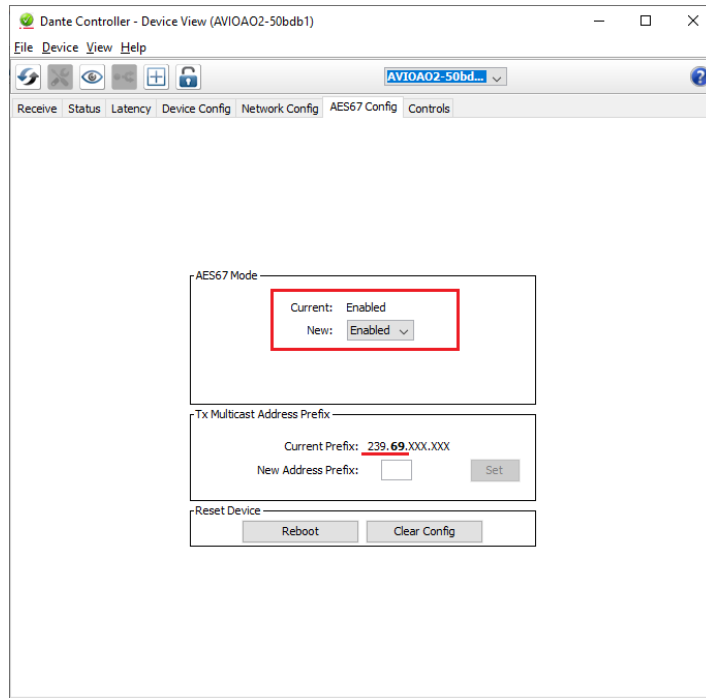 Dante Controller - Device View (AVIOAO2-50bdb1)
File Device View Help
AVIOAO2-50bd...
?
Receive Status Latency Device Config Network Config AES67 Config Controls
AES67 Mode
Current: Enabled
New: Enabled
Tx Multicast Address Prefix
Current Prefix: 239.69.XXX.XXX
New Address Prefix: Set
Reset Device
Reboot Clear Config